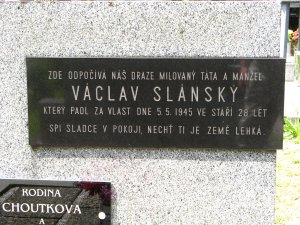 ZDE ODPOČÍVÁ NÁŠ DRAZE MILOVANÝ TÁTA A MANŽEL
VÁCLAV SLÁNSKÝ
KTERÝ PADL ZA VLAST DNE 5.5.1945 VE STÁŘÍ 28 LET
SPI SLADCE V POKOJI, NECHŤ TI JE ZEMĚ LEHKÁ.
RODINA
CHOUTKOVA
A